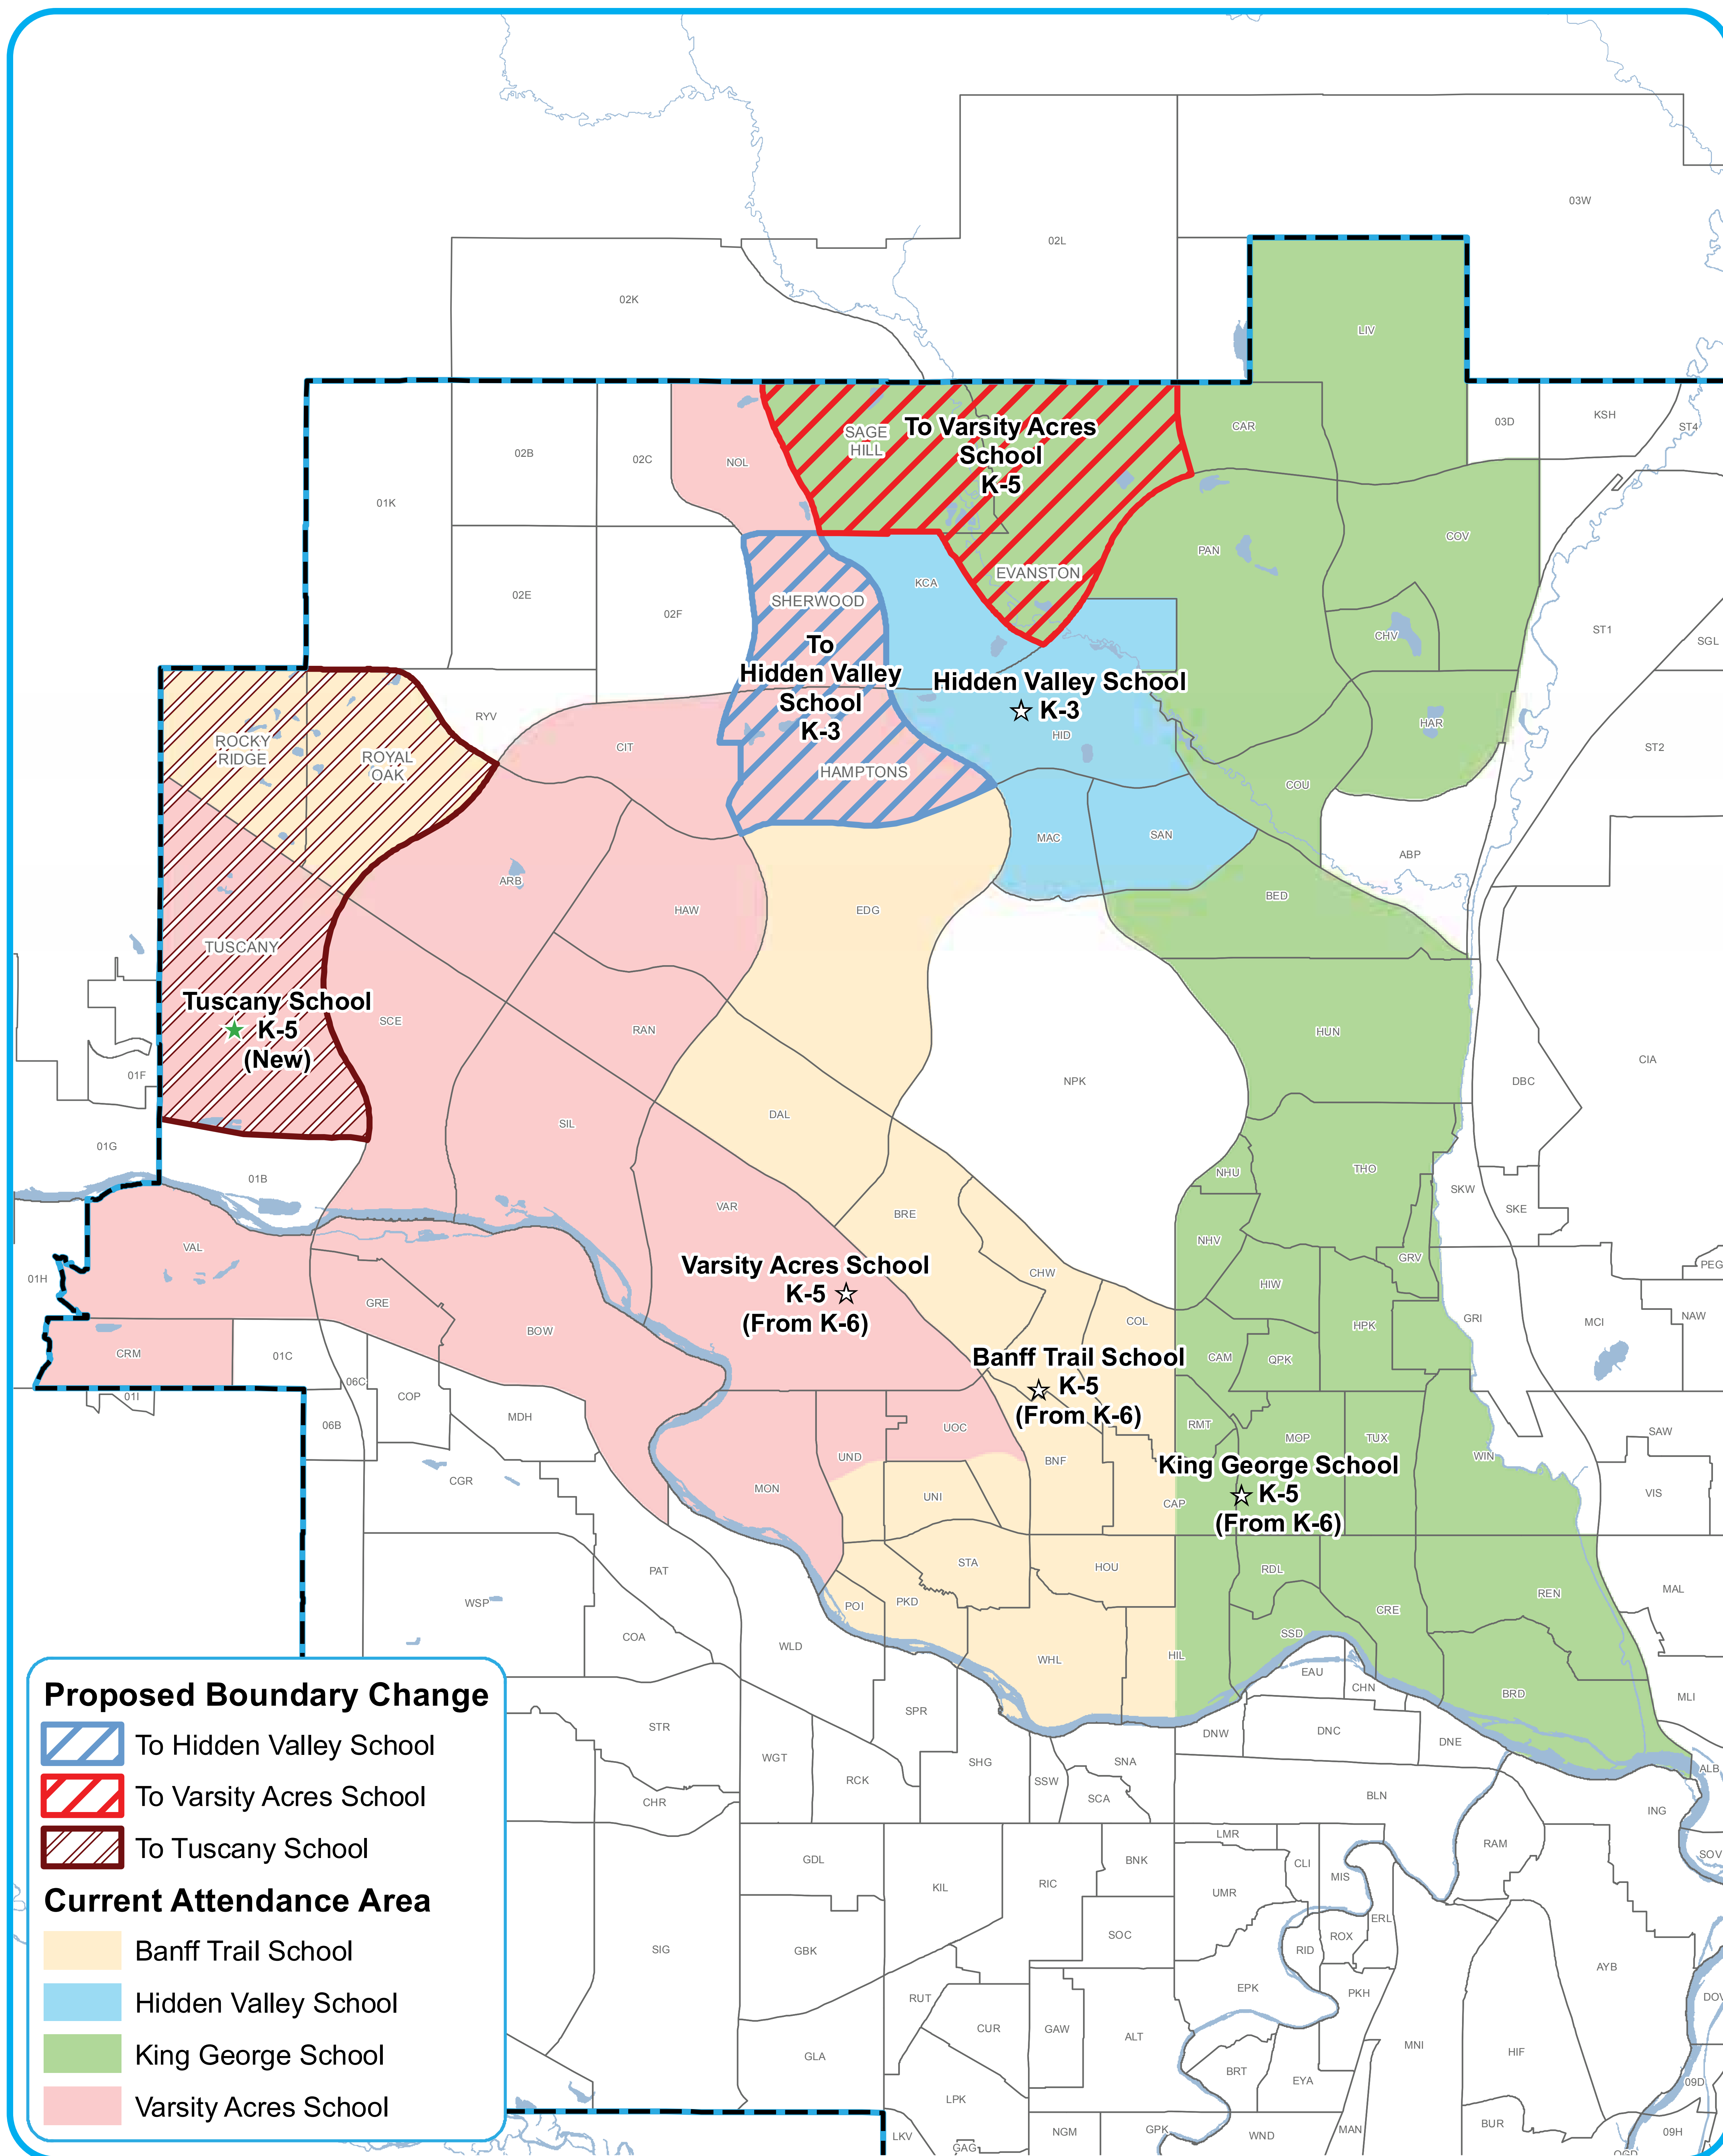 03W
02L
02K
LIV
KSH
03D
ST4
CAR
SAGE
HILL
To Varsity Acres
School
K-5
02B
02C
NOL
01K
COV
PAN
EVANSTON
KCA
02E
02F
SHERWOOD
CHV
ST1
SGL
To
Hidden Valley
School
K-3
Hidden Valley School
K-3
HID
RYV
HAR
ROCKY
RIDGE
ROYAL
OAK
CIT
ST2
HAMPTONS
COU
MAC
SAN
ABP
ARB
HAW
EDG
BED
TUSCANY
Tuscany School
K-5
(New)
SCE
RAN
HUN
CIA
01F
NPK
DBC
DAL
SIL
01G
01B
NHU
THO
SKW
SKE
VAR
BRE
NHV
GRV
VAL
01H
Varsity Acres School
K-5
(From K-6)
CHW
HIW
PEG
GRE
BOW
COL
HPK
GRI
MCI
NAW
CRM
01C
06C
01I
COP
Banff Trail School
K-5
(From K-6)
CAM
QPK
06B
MDH
UOC
RMT
MOP
TUX
SAW
UND
BNF
WIN
CGR
MON
UNI
King George School
K-5
(From K-6)
CAP
VIS
STA
HOU
RDL
PAT
WSP
POI
PKD
CRE
REN
MAL
COA
WLD
WHL
HIL
SSD
EAU
CHN
BRD
MLI
SPR
STR
DNW
DNC
DNE
WGT
RCK
SHG
SSW
SNA
SCA
ALB
CHR
BLN
ING
LMR
RAM
SOV
GDL
KIL
RIC
BNK
CLI
MIS
UMR
ERL
SIG
GBK
SOC
RID
ROX
AYB
EPK
PKH
DOV
RUT
CUR
GAW
ALT
MNI
HIF
GLA
BRT
EYA
09D
LPK
LKV
GAG
NGM
GPK
WND
MAN
BUR
09H
OGD
Proposed Boundary Change
To Hidden Valley School
To Varsity Acres School
To Tuscany School
Current Attendance Area
Banff Trail School
Hidden Valley School
King George School
Varsity Acres School